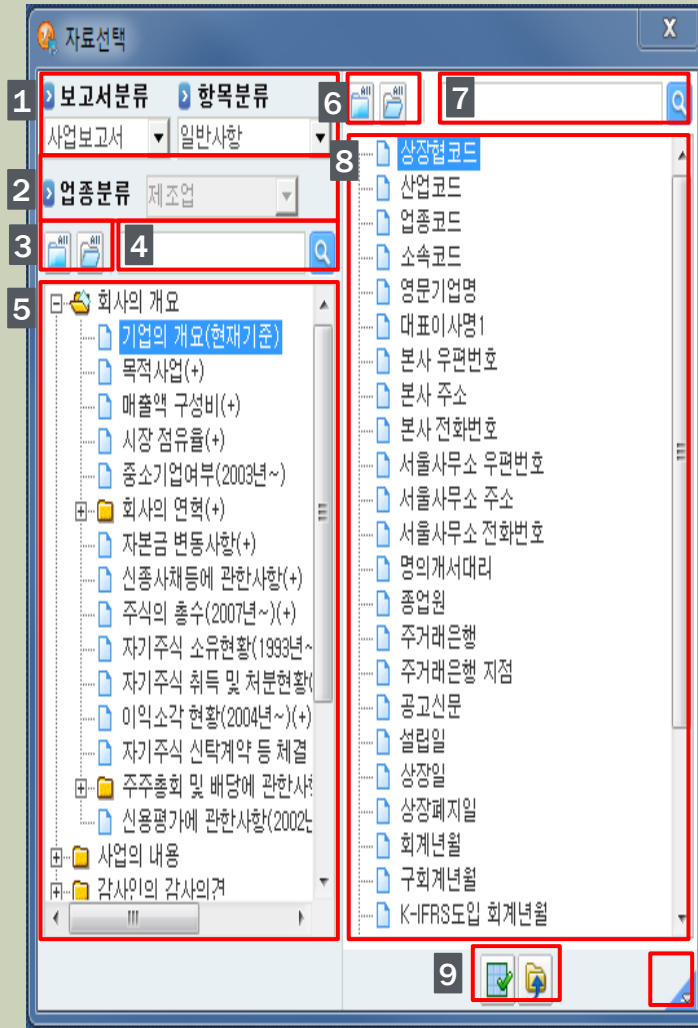 자료선택
X
1
보고서분류
항목분류
사업보고서
일반사항
2
업종분류
제조업
3
All
All
4
5
회사의 개요
기업의 개요(현재기준)
목적사업(+)
매출액 구성비(+)
시장 점유율(+)
중소기업여부(2003년~)
회사의 연혁(+)
자본금 변동사항(+)
신종사채등에 관한사항(+)
주식의 총수(2007년~)(+)
자기주식 소유현황(1993년~
자기주식 취득 및 처분현황(
이익소각 현황(2004년~)(+)
자기주식 신탁계약 등 체결
주주총회 및 배당에 관한사
신용평가에 관한사항(2002
사업의 내용
감사인의 감사의견
6
All
All
7
8
상장협코드
산업코드
업종코드
소속코드
영문기업명
대표이사명1
본사 우편번호
본사 주소
본사 전화번호
서울사무소 우편번호
서울사무소 주소
서울사무소 전화번호
명의개서대리
종업원
주거래은행
주거래은행 지점
공고신문
설립일
상장일
상장폐지일
회계년월
구회계년월
K-IFRS도입 회계년월
9